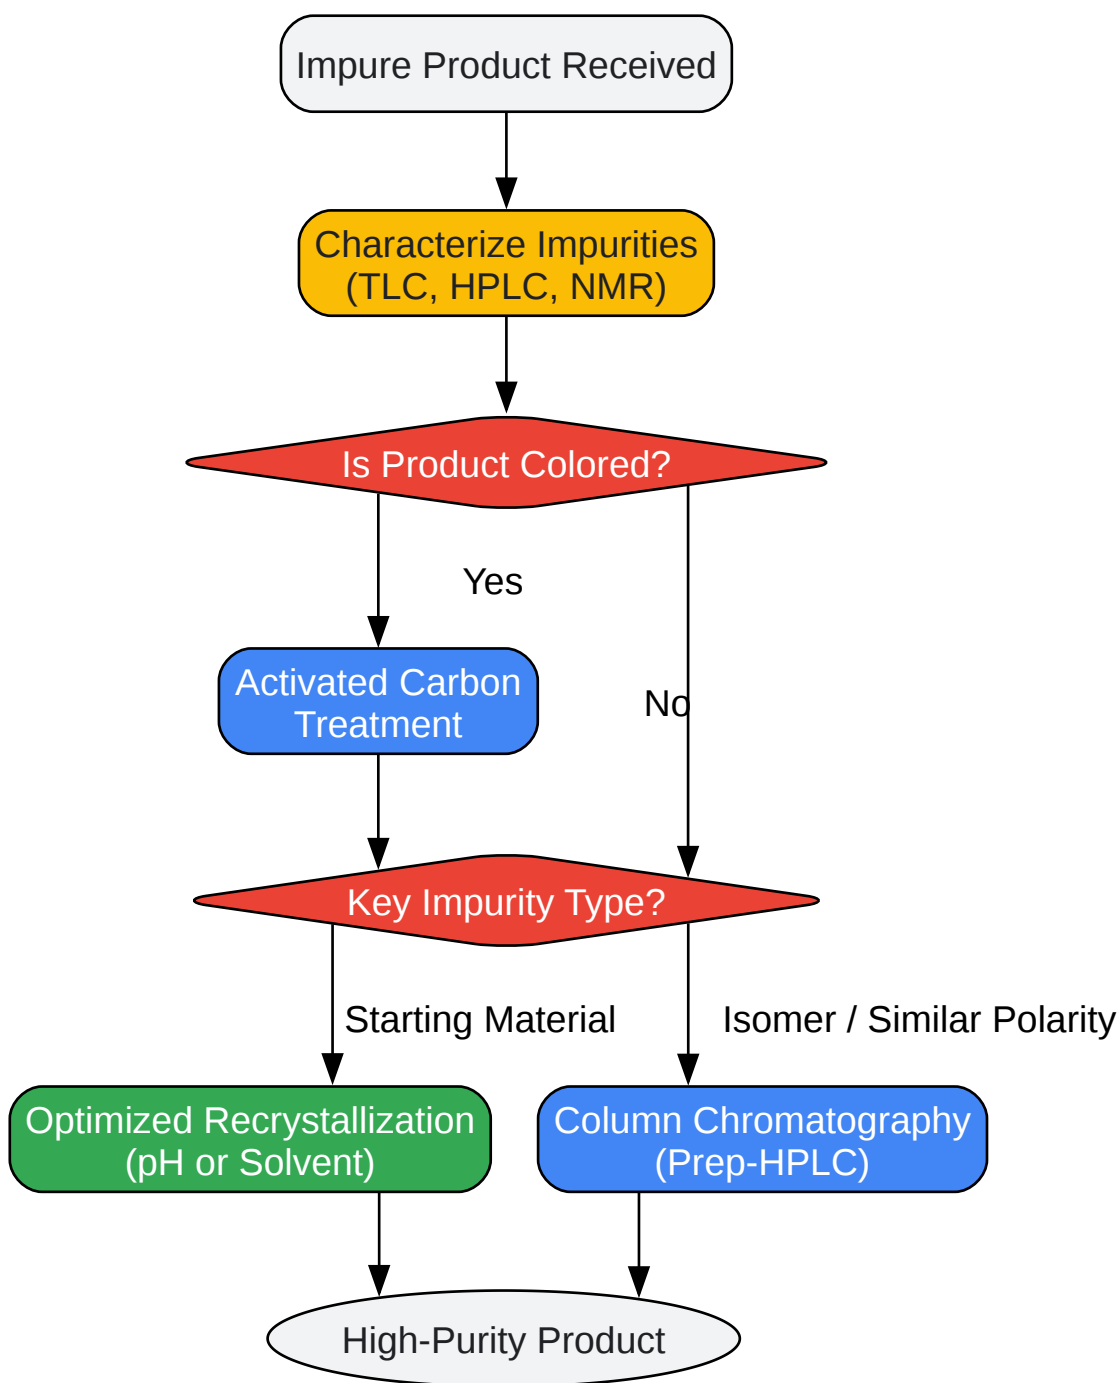 Impure Product Received
Characterize Impurities
(TLC, HPLC, NMR)
Is Product Colored?
Yes
Activated Carbon
Treatment
No
Key Impurity Type?
Starting Material
Isomer / Similar Polarity
Optimized Recrystallization
(pH or Solvent)
Column Chromatography
(Prep-HPLC)
High-Purity Product